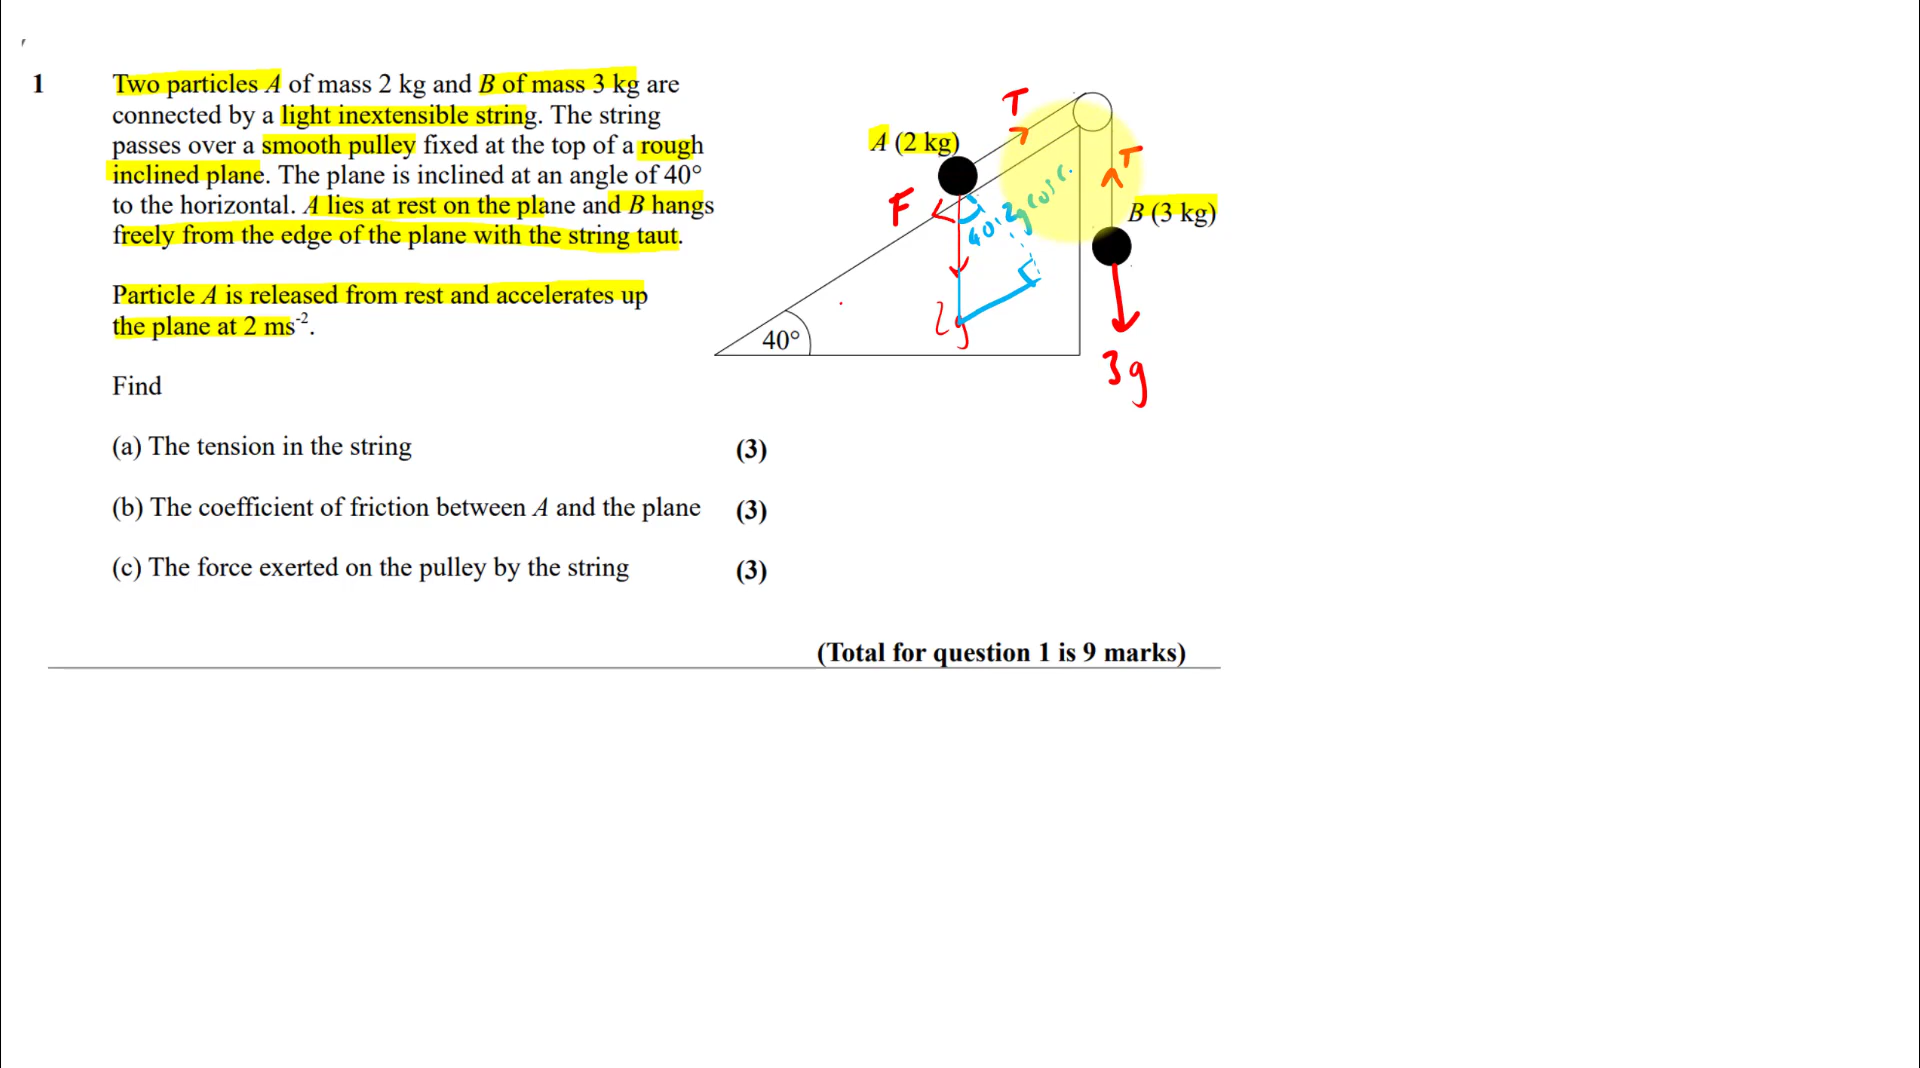 1 Two particles A of mass 2 kg and B of mass 3 kg are
connected by a light inextensible string. The string
passes over a smooth pulley fixed at the top of a rough
inclined plane. The plane is inclined at an angle of 40°
to the horizontal. A lies at rest on the plane and B hangs
freely from the edge of the plane with the string taut.
Particle A is released from rest and accelerates up
the plane at 2 ms⁻².
Find
(a) The tension in the string (3)
(b) The coefficient of friction between A and the plane (3)
(c) The force exerted on the pulley by the string (3)
(Total for question 1 is 9 marks)
T
A (2 kg)
T
F
B (3 kg)
40
2g cos
2g
40°
3g